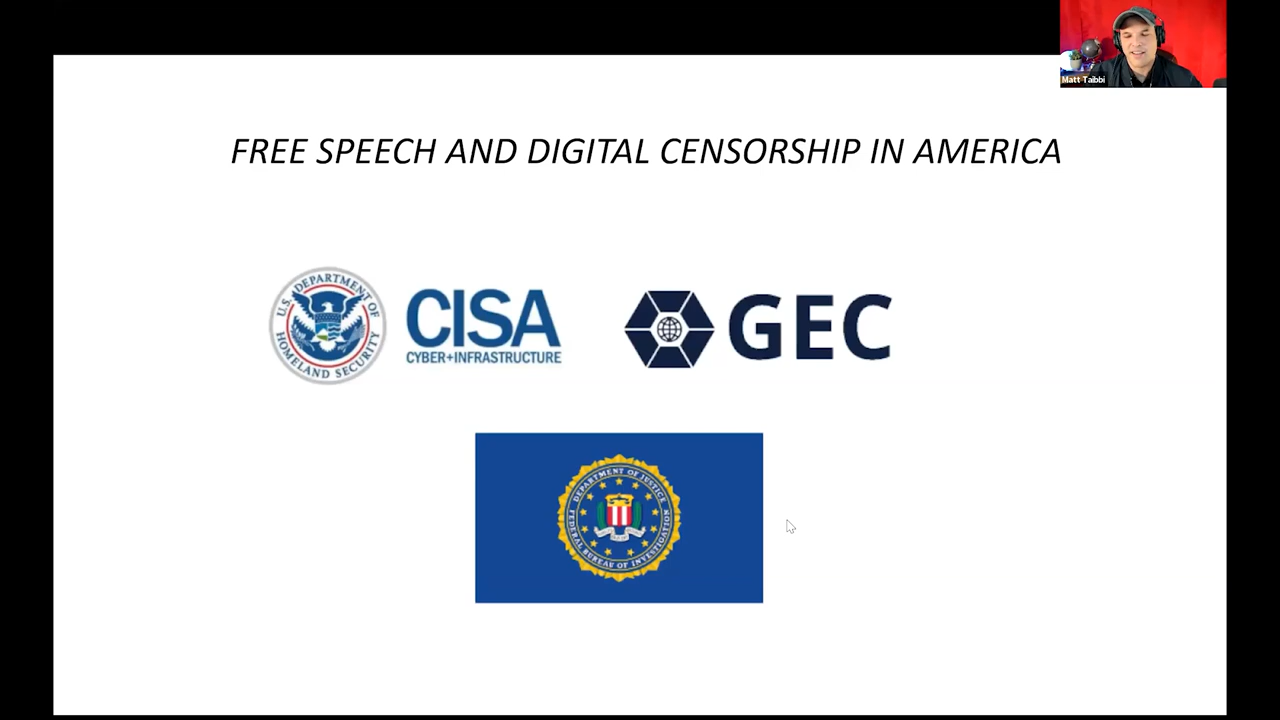 Matt Taibbi
FREE SPEECH AND DIGITAL CENSORSHIP IN AMERICA
U.S. DEPARTMENT OF HOMELAND SECURITY
CISA
CYBER+INFRASTRUCTURE
GEC
DEPARTMENT OF JUSTICE
FEDERAL BUREAU OF INVESTIGATION